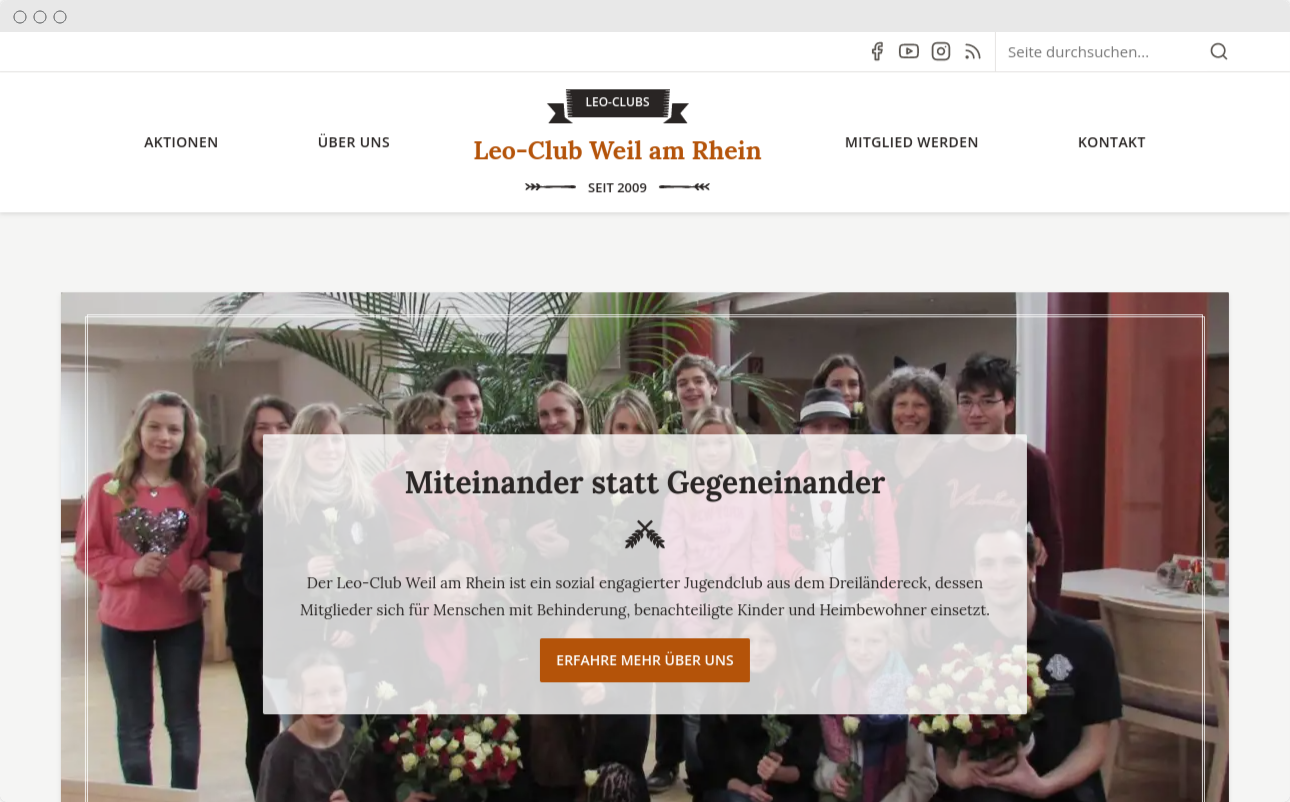 Seite durchsuchen...
LEO-CLUBS
AKTIONEN
ÜBER UNS
Leo-Club Weil am Rhein
MITGLIED WERDEN
KONTAKT
SEIT 2009
Miteinander statt Gegeneinander
Der Leo-Club Weil am Rhein ist ein sozial engagierter Jugendclub aus dem Dreiländereck, dessen
Mitglieder sich für Menschen mit Behinderung, benachteiligte Kinder und Heimbewohner einsetzt.
ERFAHRE MEHR ÜBER UNS